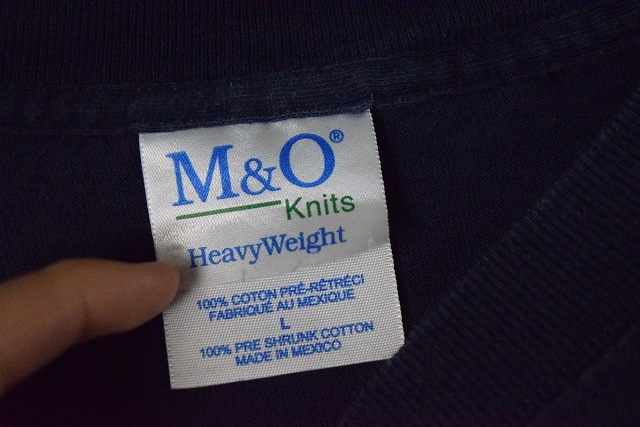 M&O®
Knits
HeavyWeight
100% COTON PRÉ-RÉTRÉCI
FABRIQUÉ AU MEXIQUE
L
100% PRE SHRUNK COTTON
MADE IN MEXICO